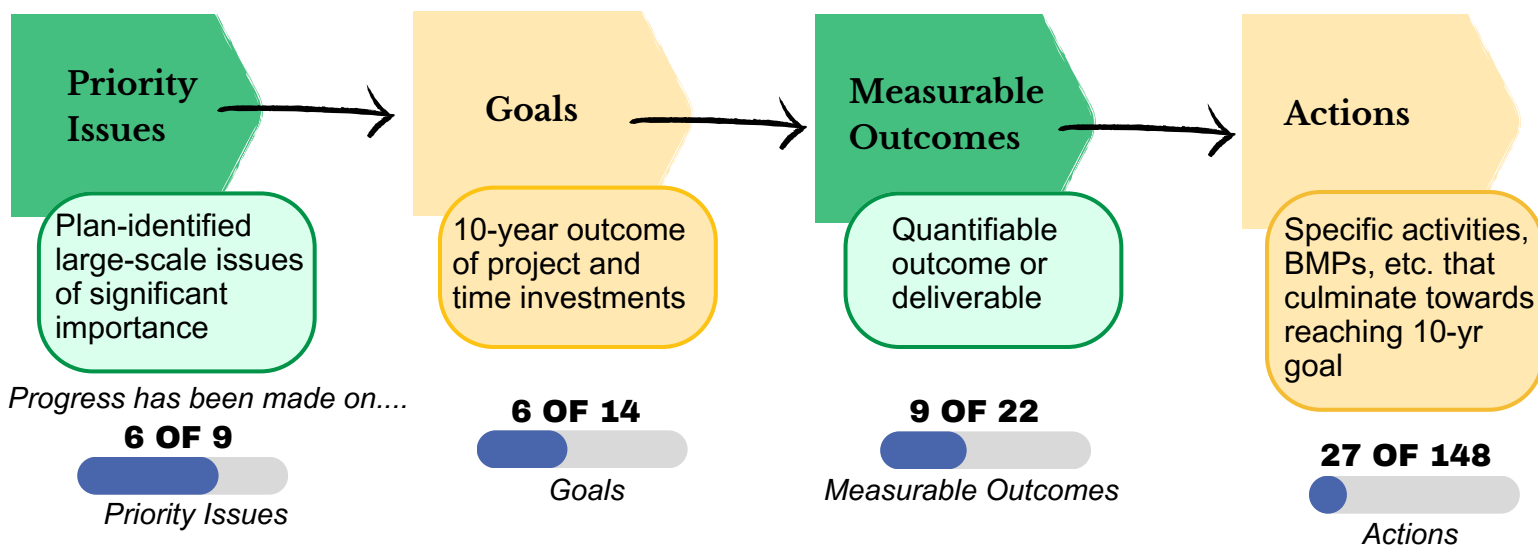 Priority
Issues
Goals
Measurable
Outcomes
Actions
Plan-identified
large-scale issues
of significant
importance
10-year outcome
of project and
time investments
Quantifiable
outcome or
deliverable
Specific activities,
BMPs, etc. that
culminate towards
reaching 10-yr
goal
Progress has been made on....
6 OF 9
Priority Issues
6 OF 14
Goals
9 OF 22
Measurable Outcomes
27 OF 148
Actions